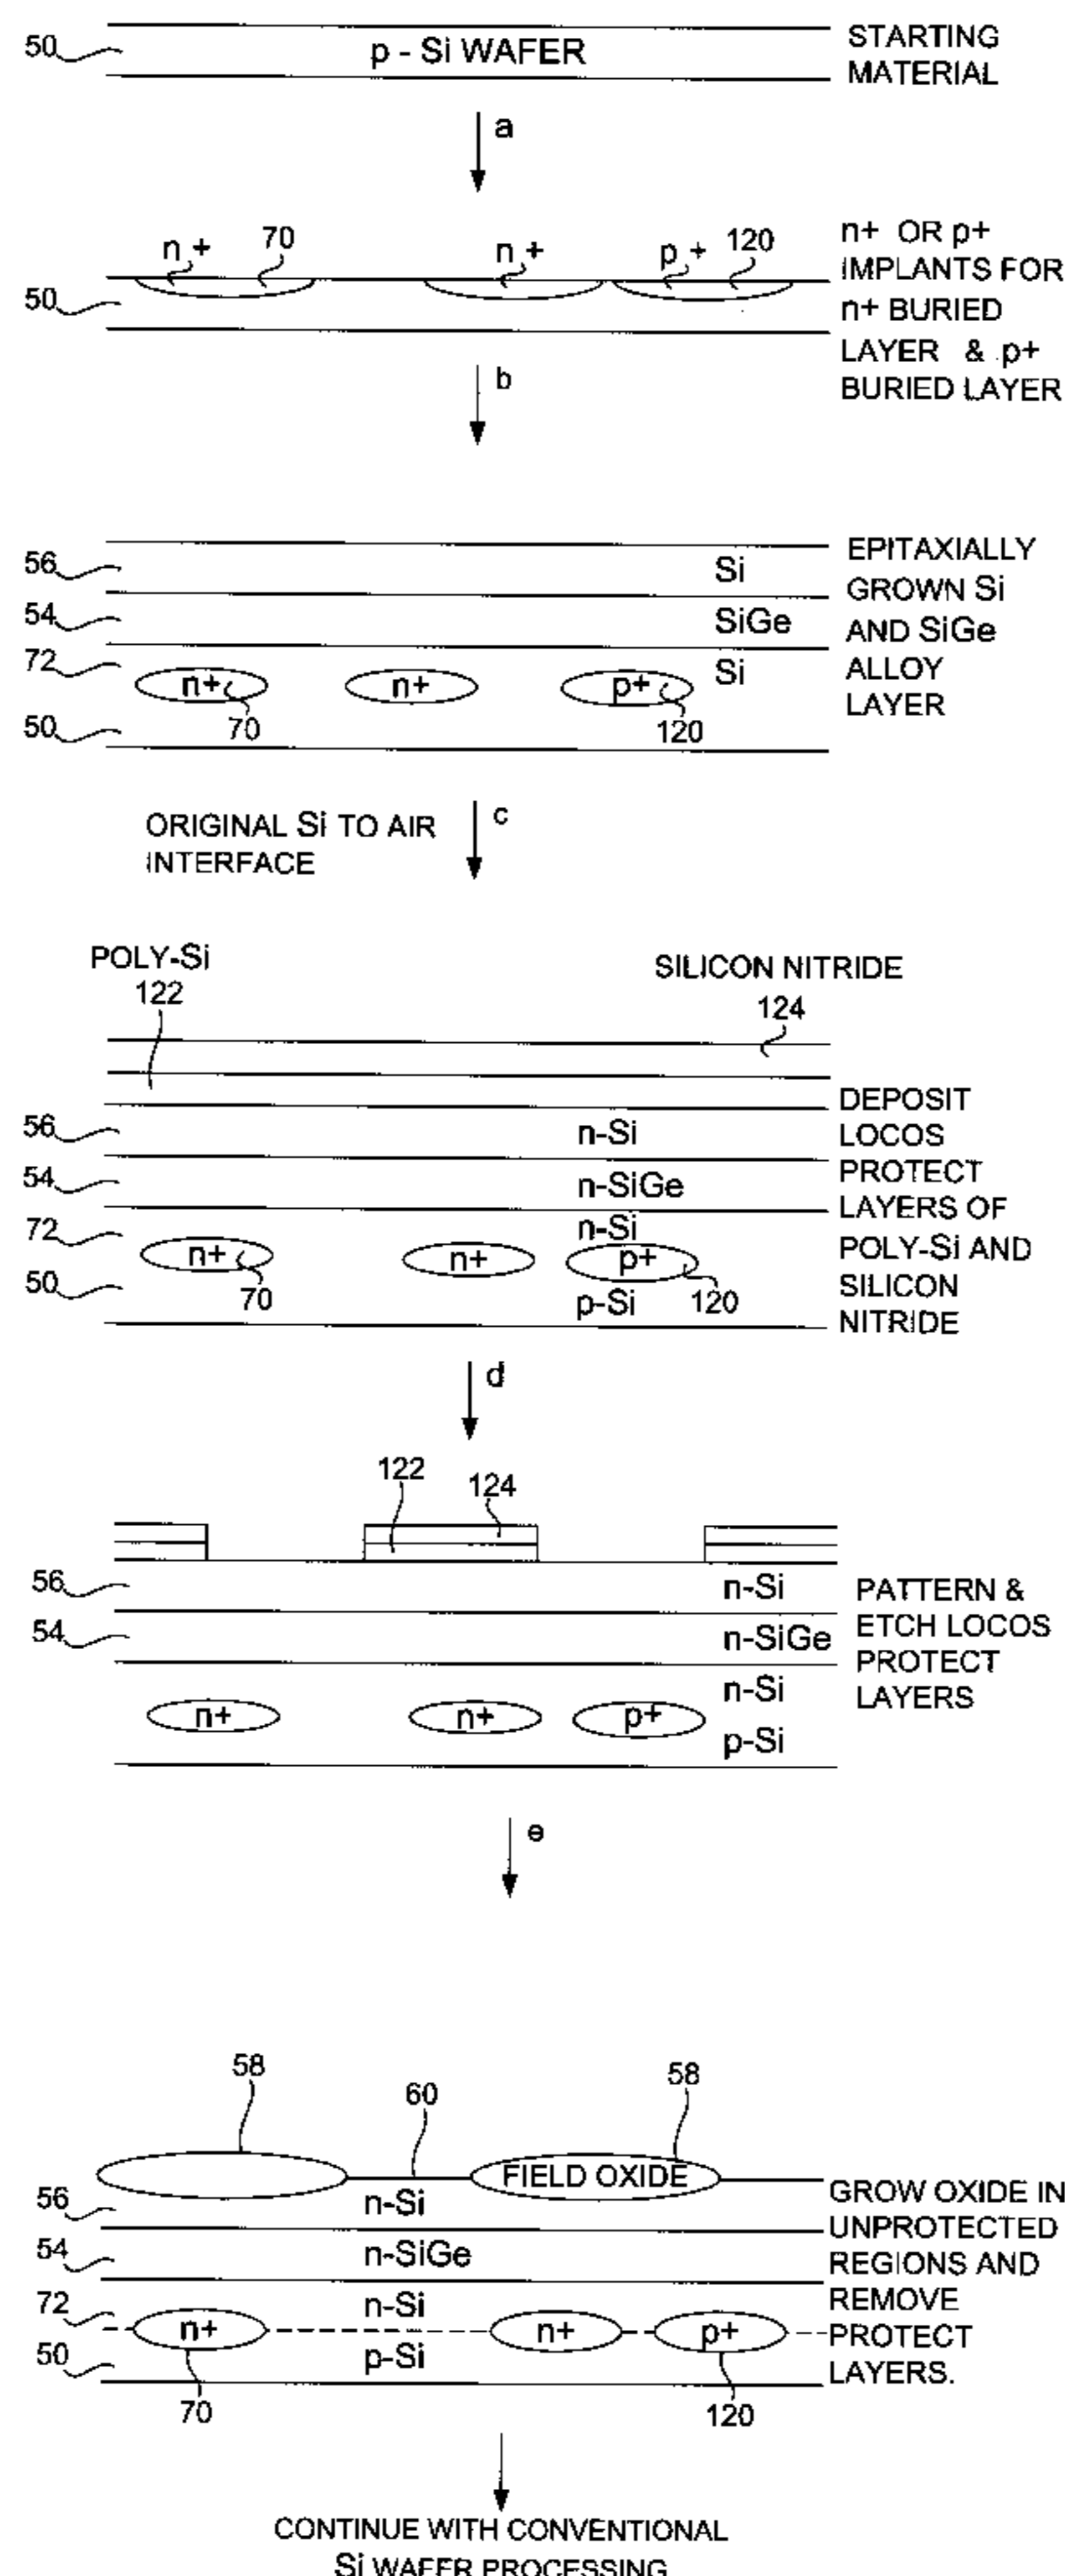 50
p - Si WAFER
STARTING
MATERIAL
a
n+
70
n+
p+
120
50
n+ OR p+
IMPLANTS FOR
n+ BURIED
LAYER & p+
BURIED LAYER
b
56
Si
54
SiGe
72
n+
n+
p+
Si
50
70
120
EPITAXIALLY
GROWN Si
AND SiGe
ALLOY
LAYER
ORIGINAL Si TO AIR
INTERFACE
c
POLY-Si
122
SILICON NITRIDE
124
56
n-Si
54
n-SiGe
72
n-Si
n+
n+
p+
50
70
p-Si
120
DEPOSIT
LOCOS
PROTECT
LAYERS OF
POLY-Si AND
SILICON
NITRIDE
d
122
124
56
n-Si
54
n-SiGe
n-Si
n+
n+
p+
p-Si
PATTERN &
ETCH LOCOS
PROTECT
LAYERS
e
58
60
58
FIELD OXIDE
56
n-Si
54
n-SiGe
72
n-Si
n+
n+
p+
50
p-Si
70
120
GROW OXIDE IN
UNPROTECTED
REGIONS AND
REMOVE
PROTECT
LAYERS.
CONTINUE WITH CONVENTIONAL
Si WAFER PROCESSING